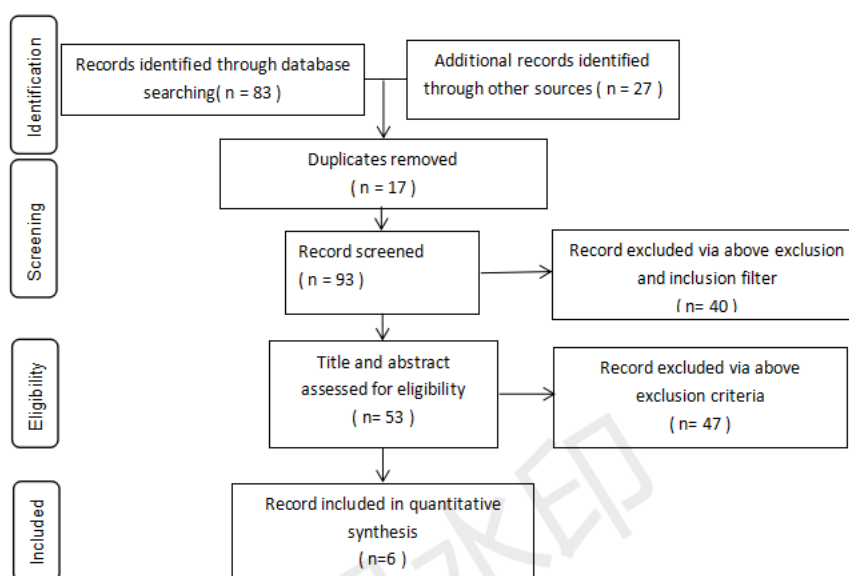 Identification
Records identified through database
searching( n = 83 )
Additional records identified
through other sources ( n = 27 )
Duplicates removed
( n = 17 )
Screening
Record screened
( n = 93 )
Record excluded via above exclusion
and inclusion filter
( n= 40 )
Eligibility
Title and abstract
assessed for eligibility
( n= 53 )
Record excluded via above
exclusion criteria
( n= 47 )
Included
Record included in quantitative
synthesis
( n=6 )
水印